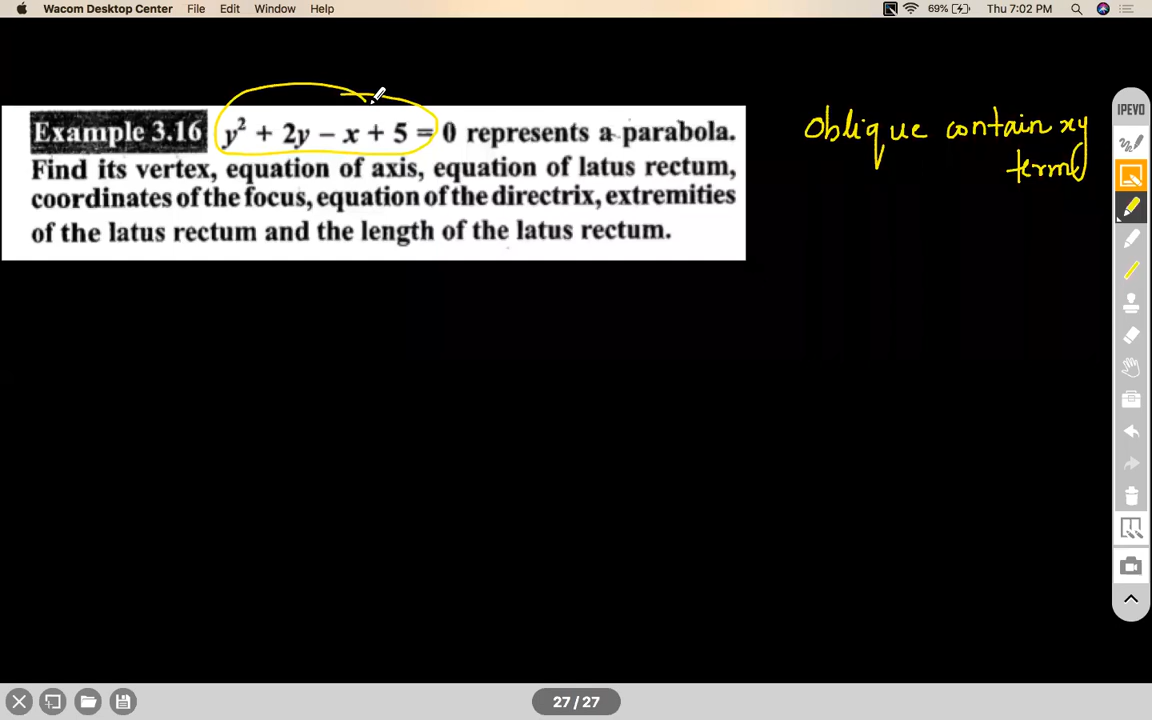 Wacom Desktop Center File Edit Window Help 69% Thu 7:02 PM
Example 3.16 y² + 2y − x + 5 = 0 represents a parabola.
Find its vertex, equation of axis, equation of latus rectum,
coordinates of the focus, equation of the directrix, extremities
of the latus rectum and the length of the latus rectum.
Oblique contain xy
term
IPEVO
27 / 27